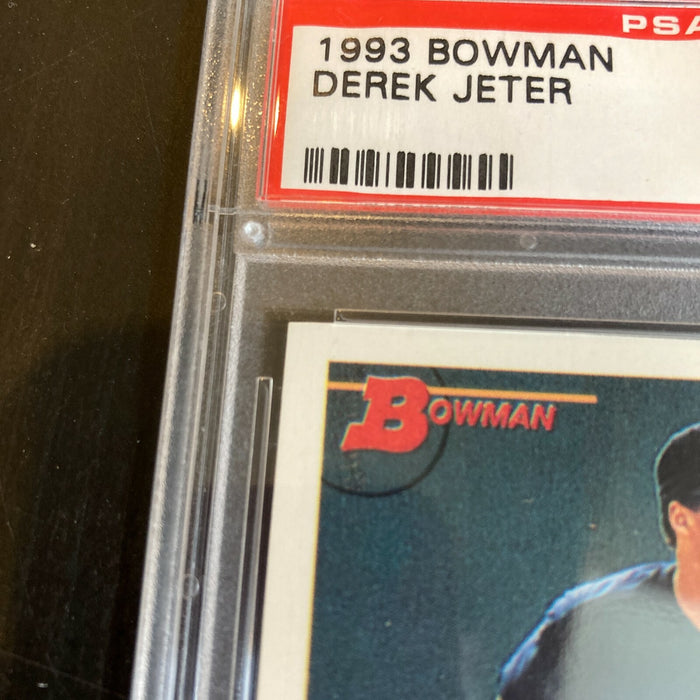 PSA
1993 BOWMAN
DEREK JETER
BOWMAN